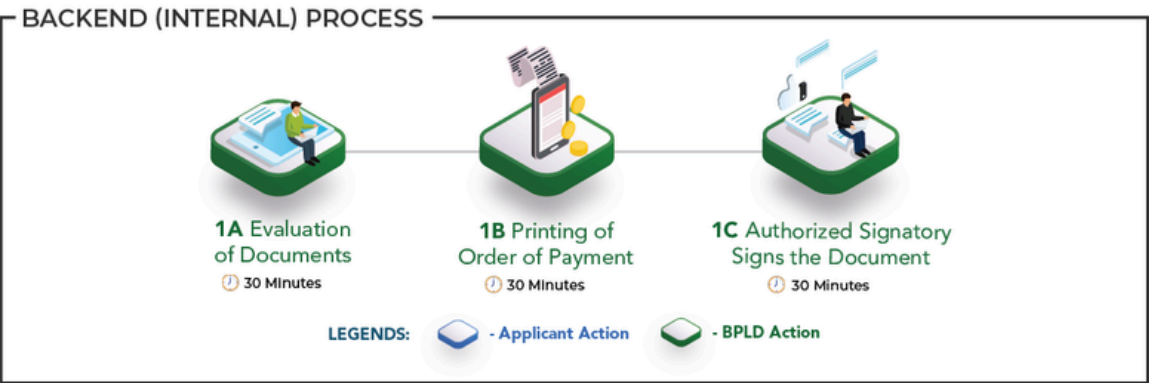 BACKEND (INTERNAL) PROCESS
1A Evaluation
of Documents
30 Minutes
1B Printing of
Order of Payment
30 Minutes
1C Authorized Signatory
Signs the Document
30 Minutes
LEGENDS:
- Applicant Action
- BPLD Action